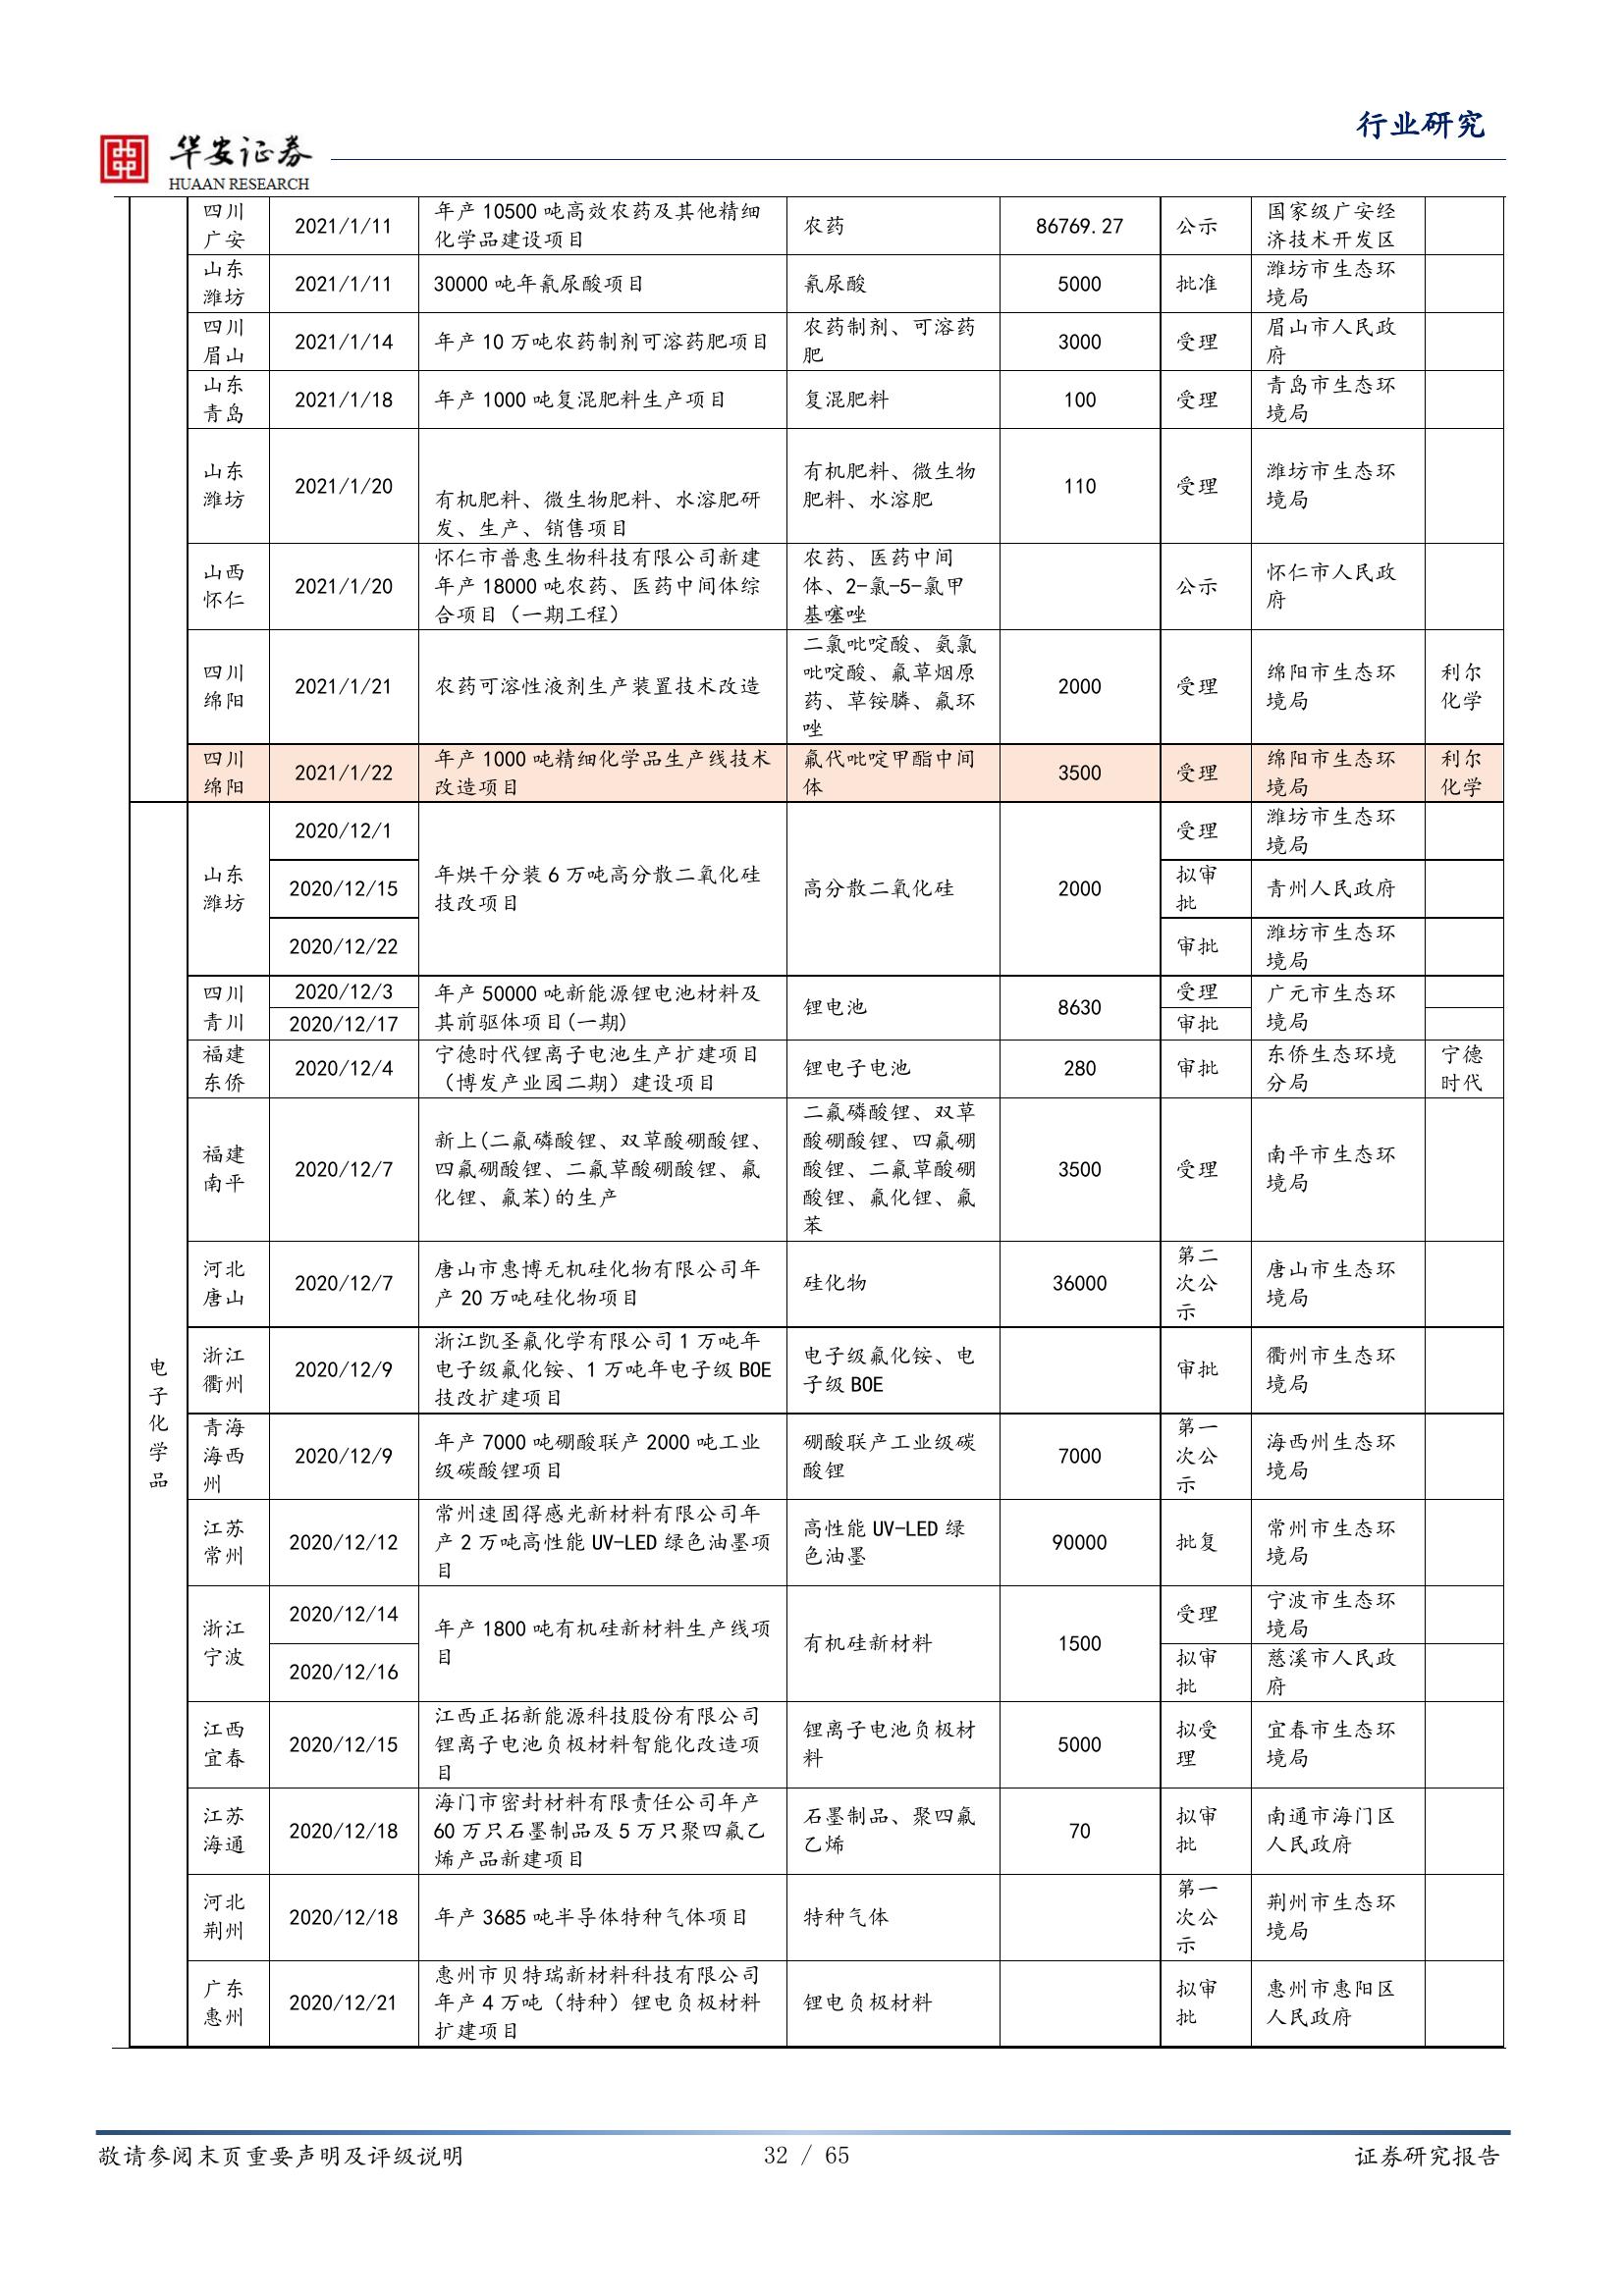 行业研究
华安证券
HUAAN RESEARCH
四川
广安
2021/1/11
年产 10500 吨高效农药及其他精细
化学品建设项目
农药
86769.27
公示
国家级广安经
济技术开发区
山东
潍坊
2021/1/11
30000 吨年氰尿酸项目
氰尿酸
5000
批准
潍坊市生态环
境局
四川
眉山
2021/1/14
年产 10 万吨农药制剂可溶药肥项目
农药制剂、可溶药
肥
3000
受理
眉山市人民政
府
山东
青岛
2021/1/18
年产 1000 吨复混肥料生产项目
复混肥料
100
受理
青岛市生态环
境局
山东
潍坊
2021/1/20
有机肥料、微生物肥料、水溶肥研
发、生产、销售项目
有机肥料、微生物
肥料、水溶肥
110
受理
潍坊市生态环
境局
山西
怀仁
2021/1/20
怀仁市普惠生物科技有限公司新建
年产 18000 吨农药、医药中间体综
合项目（一期工程）
农药、医药中间
体、2-氯-5-氯甲
基噻唑
公示
怀仁市人民政
府
四川
绵阳
2021/1/21
农药可溶性液剂生产装置技术改造
二氯吡啶酸、氨氯
吡啶酸、氟草烟原
药、草铵膦、氟环
唑
2000
受理
绵阳市生态环
境局
利尔
化学
四川
绵阳
2021/1/22
年产 1000 吨精细化学品生产线技术
改造项目
氟代吡啶甲酯中间
体
3500
受理
绵阳市生态环
境局
利尔
化学
电
子
化
学
品
山东
潍坊
2020/12/1
年烘干分装 6 万吨高分散二氧化硅
技改项目
高分散二氧化硅
2000
受理
潍坊市生态环
境局
2020/12/15
拟审
批
青州人民政府
2020/12/22
审批
潍坊市生态环
境局
四川
青川
2020/12/3
年产 50000 吨新能源锂电池材料及
其前驱体项目(一期)
锂电池
8630
受理
广元市生态环
境局
2020/12/17
审批
福建
东侨
2020/12/4
宁德时代锂离子电池生产扩建项目
（博发产业园二期）建设项目
锂电子电池
280
审批
东侨生态环境
分局
宁德
时代
福建
南平
2020/12/7
新上(二氟磷酸锂、双草酸硼酸锂、
四氟硼酸锂、二氟草酸硼酸锂、氟
化锂、氟苯)的生产
二氟磷酸锂、双草
酸硼酸锂、四氟硼
酸锂、二氟草酸硼
酸锂、氟化锂、氟
苯
3500
受理
南平市生态环
境局
河北
唐山
2020/12/7
唐山市惠博无机硅化物有限公司年
产 20 万吨硅化物项目
硅化物
36000
第二
次公
示
唐山市生态环
境局
浙江
衢州
2020/12/9
浙江凯圣氟化学有限公司 1 万吨年
电子级氟化铵、1 万吨年电子级 BOE
技改扩建项目
电子级氟化铵、电
子级 BOE
审批
衢州市生态环
境局
青海
海西
州
2020/12/9
年产 7000 吨硼酸联产 2000 吨工业
级碳酸锂项目
硼酸联产工业级碳
酸锂
7000
第一
次公
示
海西州生态环
境局
江苏
常州
2020/12/12
常州速固得感光新材料有限公司年
产 2 万吨高性能 UV-LED 绿色油墨项
目
高性能 UV-LED 绿
色油墨
90000
批复
常州市生态环
境局
浙江
宁波
2020/12/14
年产 1800 吨有机硅新材料生产线项
目
有机硅新材料
1500
受理
宁波市生态环
境局
2020/12/16
拟审
批
慈溪市人民政
府
江西
宜春
2020/12/15
江西正拓新能源科技股份有限公司
锂离子电池负极材料智能化改造项
目
锂离子电池负极材
料
5000
拟受
理
宜春市生态环
境局
江苏
海通
2020/12/18
海门市密封材料有限责任公司年产
60 万只石墨制品及 5 万只聚四氟乙
烯产品新建项目
石墨制品、聚四氟
乙烯
70
拟审
批
南通市海门区
人民政府
河北
荆州
2020/12/18
年产 3685 吨半导体特种气体项目
特种气体
第一
次公
示
荆州市生态环
境局
广东
惠州
2020/12/21
惠州市贝特瑞新材料科技有限公司
年产 4 万吨（特种）锂电负极材料
扩建项目
锂电负极材料
拟审
批
惠州市惠阳区
人民政府
敬请参阅末页重要声明及评级说明
32 / 65
证券研究报告